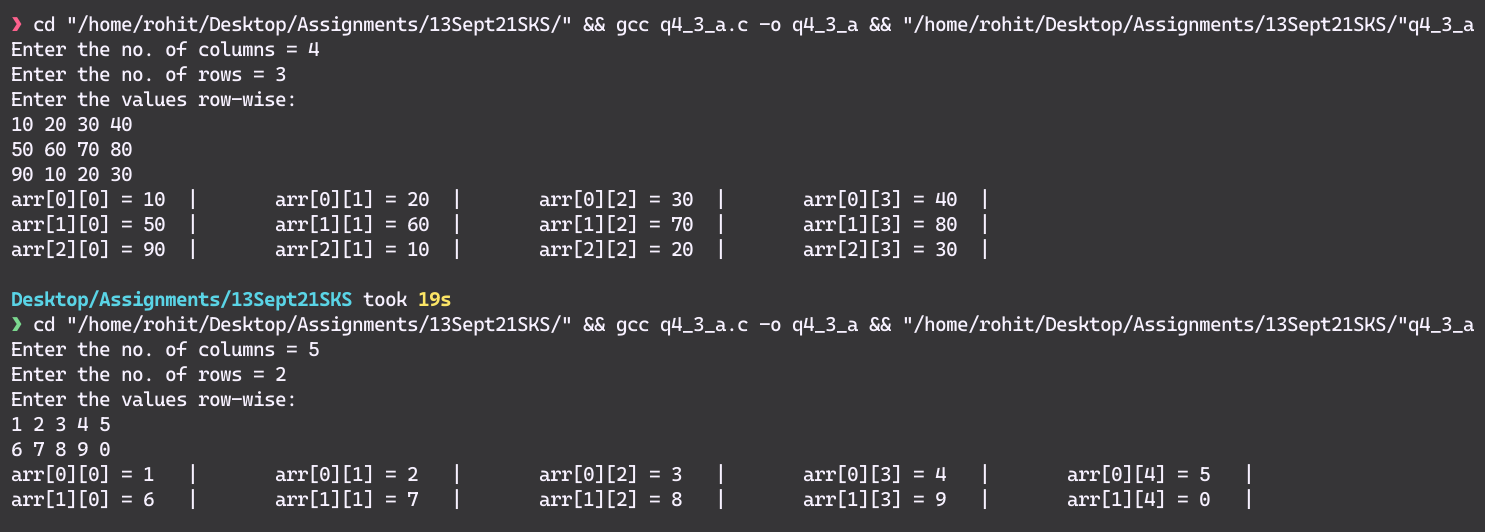 ❯ cd "/home/rohit/Desktop/Assignments/13Sept21SKS/" && gcc q4_3_a.c -o q4_3_a && "/home/rohit/Desktop/Assignments/13Sept21SKS/"q4_3_a
Enter the no. of columns = 4
Enter the no. of rows = 3
Enter the values row-wise:
10 20 30 40
50 60 70 80
90 10 20 30
arr[0][0] = 10  |       arr[0][1] = 20  |       arr[0][2] = 30  |       arr[0][3] = 40  |
arr[1][0] = 50  |       arr[1][1] = 60  |       arr[1][2] = 70  |       arr[1][3] = 80  |
arr[2][0] = 90  |       arr[2][1] = 10  |       arr[2][2] = 20  |       arr[2][3] = 30  |
Desktop/Assignments/13Sept21SKS took 19s
❯ cd "/home/rohit/Desktop/Assignments/13Sept21SKS/" && gcc q4_3_a.c -o q4_3_a && "/home/rohit/Desktop/Assignments/13Sept21SKS/"q4_3_a
Enter the no. of columns = 5
Enter the no. of rows = 2
Enter the values row-wise:
1 2 3 4 5
6 7 8 9 0
arr[0][0] = 1   |       arr[0][1] = 2   |       arr[0][2] = 3   |       arr[0][3] = 4   |       arr[0][4] = 5   |
arr[1][0] = 6   |       arr[1][1] = 7   |       arr[1][2] = 8   |       arr[1][3] = 9   |       arr[1][4] = 0   |